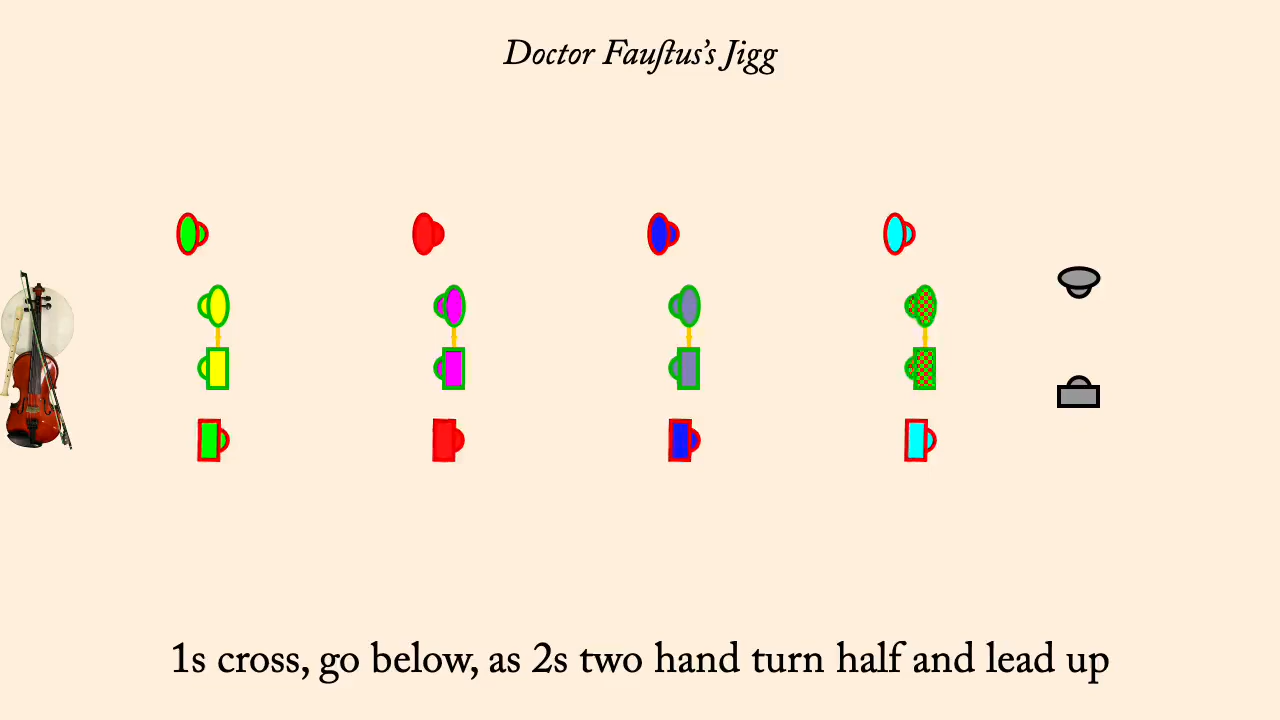 Doctor Fauſtus’s Jigg
1s cross, go below, as 2s two hand turn half and lead up